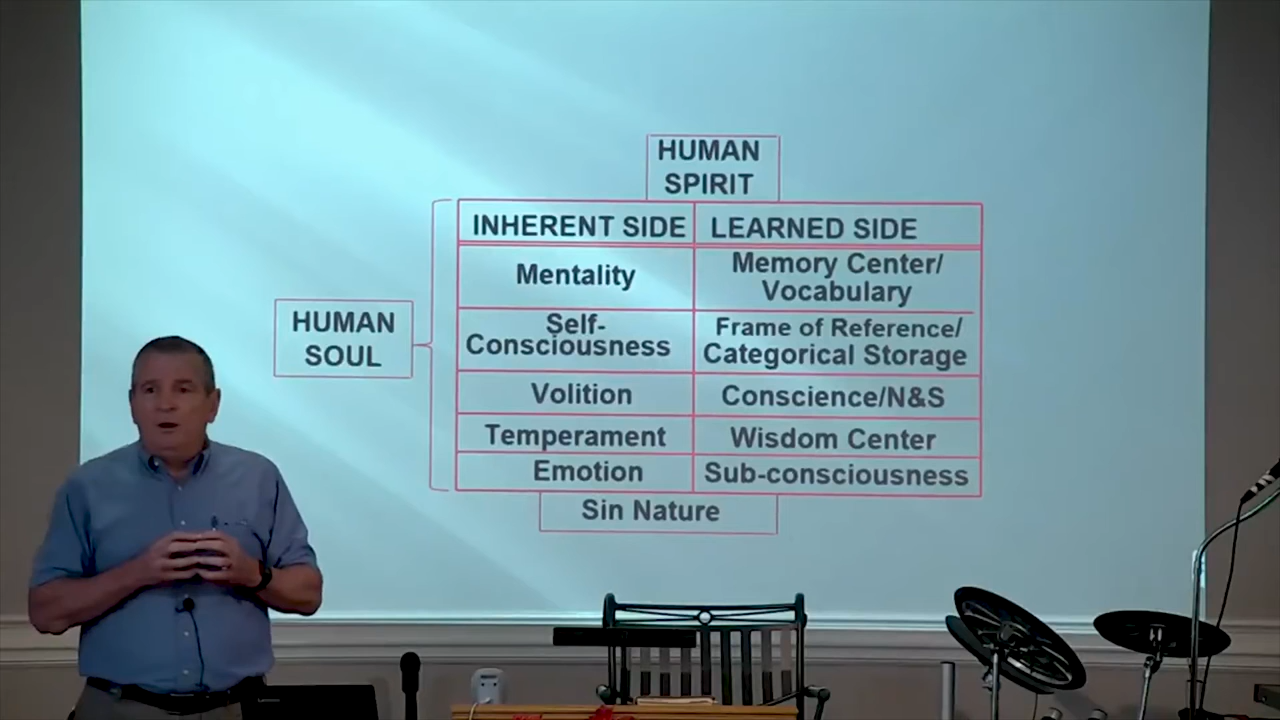 HUMAN
SPIRIT
INHERENT SIDE
LEARNED SIDE
Mentality
Memory Center/
Vocabulary
HUMAN
SOUL
Self-
Consciousness
Frame of Reference/
Categorical Storage
Volition
Conscience/N&S
Temperament
Wisdom Center
Emotion
Sub-consciousness
Sin Nature